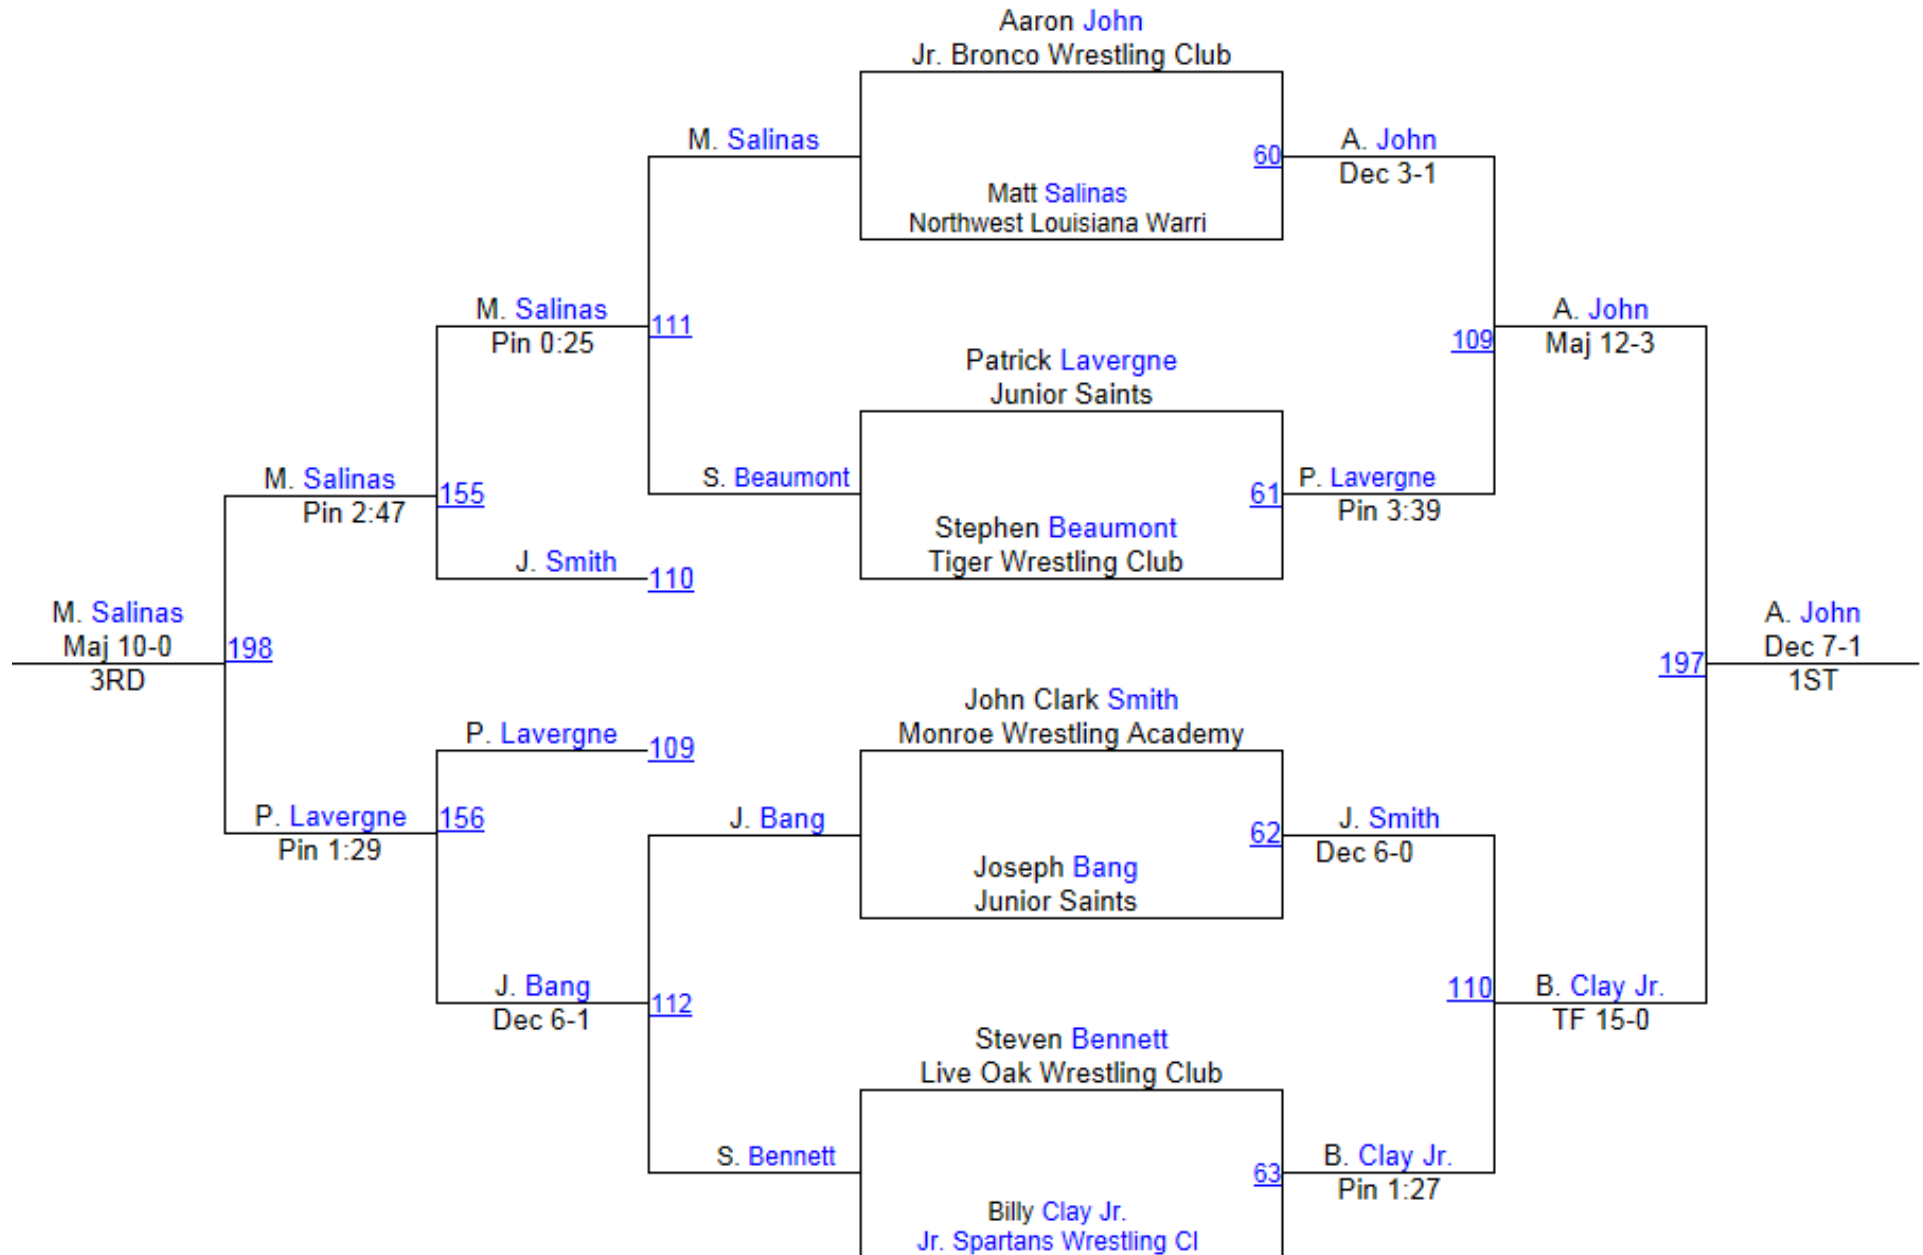 Aaron John
Jr. Bronco Wrestling Club
M. Salinas
60
A. John
Dec 3-1
Matt Salinas
Northwest Louisiana Warri
M. Salinas
Pin 0:25
111
109
A. John
Maj 12-3
Patrick Lavergne
Junior Saints
M. Salinas
Pin 2:47
155
S. Beaumont
61
P. Lavergne
Pin 3:39
Stephen Beaumont
Tiger Wrestling Club
J. Smith
110
M. Salinas
Maj 10-0
3RD
198
197
A. John
Dec 7-1
1ST
John Clark Smith
Monroe Wrestling Academy
P. Lavergne
109
P. Lavergne
Pin 1:29
156
J. Bang
62
J. Smith
Dec 6-0
Joseph Bang
Junior Saints
J. Bang
Dec 6-1
112
110
B. Clay Jr.
TF 15-0
Steven Bennett
Live Oak Wrestling Club
S. Bennett
63
B. Clay Jr.
Pin 1:27
Billy Clay Jr.
Jr. Spartans Wrestling Cl